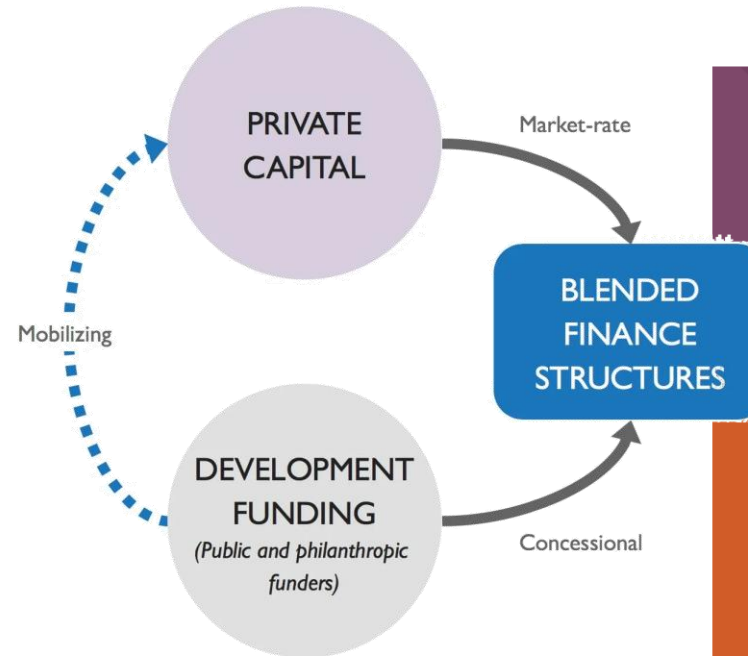 PRIVATE
CAPITAL
Market-rate
BLENDED
FINANCE
STRUCTURES
Mobilizing
DEVELOPMENT
FUNDING
(Public and philanthropic
funders)
Concessional